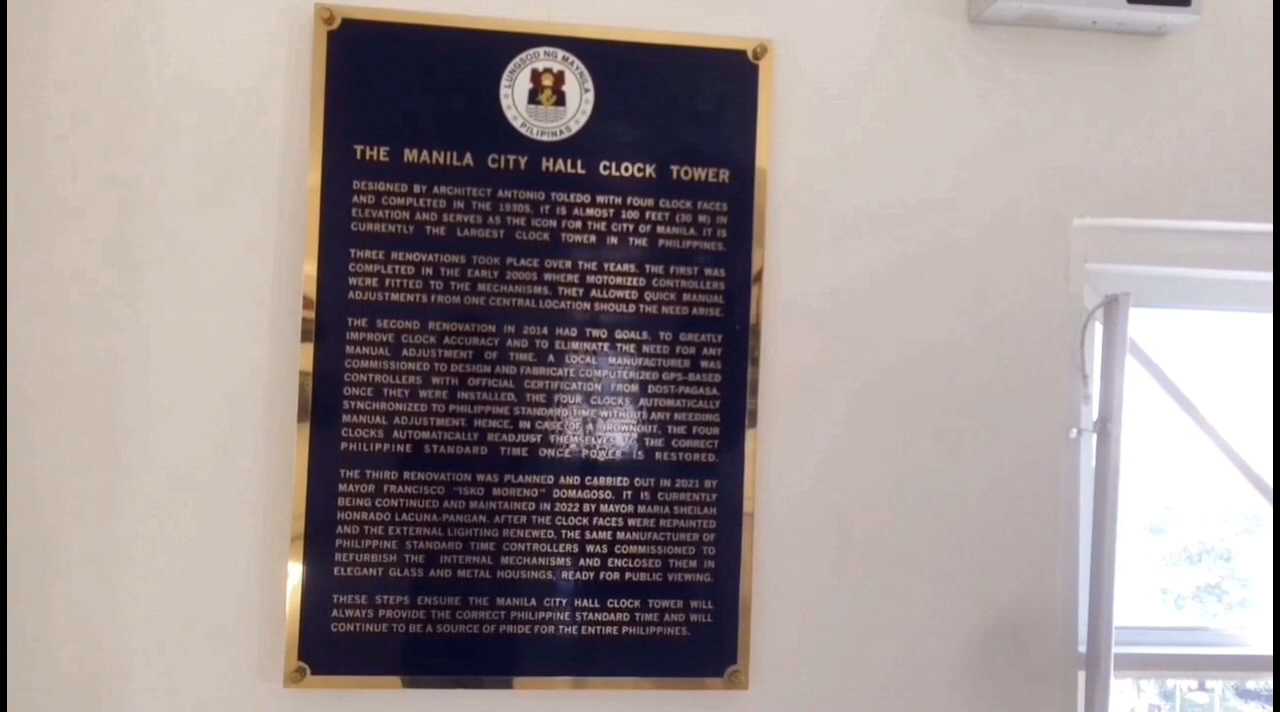 LUNGSOD NG MAYNILA
PILIPINAS
THE MANILA CITY HALL CLOCK TOWER
DESIGNED BY ARCHITECT ANTONIO TOLEDO WITH FOUR CLOCK FACES
AND COMPLETED IN THE 1930S, IT IS ALMOST 100 FEET (30 M) IN
ELEVATION AND SERVES AS THE ICON FOR THE CITY OF MANILA. IT IS
CURRENTLY THE LARGEST CLOCK TOWER IN THE PHILIPPINES.
THREE RENOVATIONS TOOK PLACE OVER THE YEARS. THE FIRST WAS
COMPLETED IN THE EARLY 2000S WHERE MOTORIZED CONTROLLERS
WERE FITTED TO THE MECHANISMS. THEY ALLOWED QUICK MANUAL
ADJUSTMENTS FROM ONE CENTRAL LOCATION SHOULD THE NEED ARISE.
THE SECOND RENOVATION IN 2014 HAD TWO GOALS, TO GREATLY
IMPROVE CLOCK ACCURACY AND TO ELIMINATE THE NEED FOR ANY
MANUAL ADJUSTMENT OF TIME. A LOCAL MANUFACTURER WAS
COMMISSIONED TO DESIGN AND FABRICATE COMPUTERIZED GPS-BASED
CONTROLLERS WITH OFFICIAL CERTIFICATION FROM DOST-PAGASA.
ONCE THEY WERE INSTALLED, THE FOUR CLOCKS AUTOMATICALLY
SYNCHRONIZED TO PHILIPPINE STANDARD TIME WITHOUT ANY NEEDING
MANUAL ADJUSTMENT. HENCE, IN CASE OF A BROWNOUT, THE FOUR
CLOCKS AUTOMATICALLY READJUST THEMSELVES TO THE CORRECT
PHILIPPINE STANDARD TIME ONCE POWER IS RESTORED.
THE THIRD RENOVATION WAS PLANNED AND CARRIED OUT IN 2021 BY
MAYOR FRANCISCO "ISKO MORENO" DOMAGOSO. IT IS CURRENTLY
BEING CONTINUED AND MAINTAINED IN 2022 BY MAYOR MARIA SHEILAH
HONRADO LACUNA-PANGAN. AFTER THE CLOCK FACES WERE REPAINTED
AND THE EXTERNAL LIGHTING RENEWED, THE SAME MANUFACTURER OF
PHILIPPINE STANDARD TIME CONTROLLERS WAS COMMISSIONED TO
REFURBISH THE INTERNAL MECHANISMS AND ENCLOSED THEM IN
ELEGANT GLASS AND METAL HOUSINGS, READY FOR PUBLIC VIEWING.
THESE STEPS ENSURE THE MANILA CITY HALL CLOCK TOWER WILL
ALWAYS PROVIDE THE CORRECT PHILIPPINE STANDARD TIME AND WILL
CONTINUE TO BE A SOURCE OF PRIDE FOR THE ENTIRE PHILIPPINES.